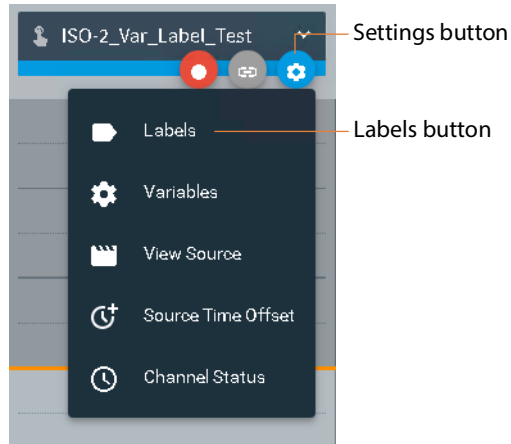 ISO-2_Var_Label_Test
Settings button
Labels
Labels button
Variables
View Source
Source Time Offset
Channel Status